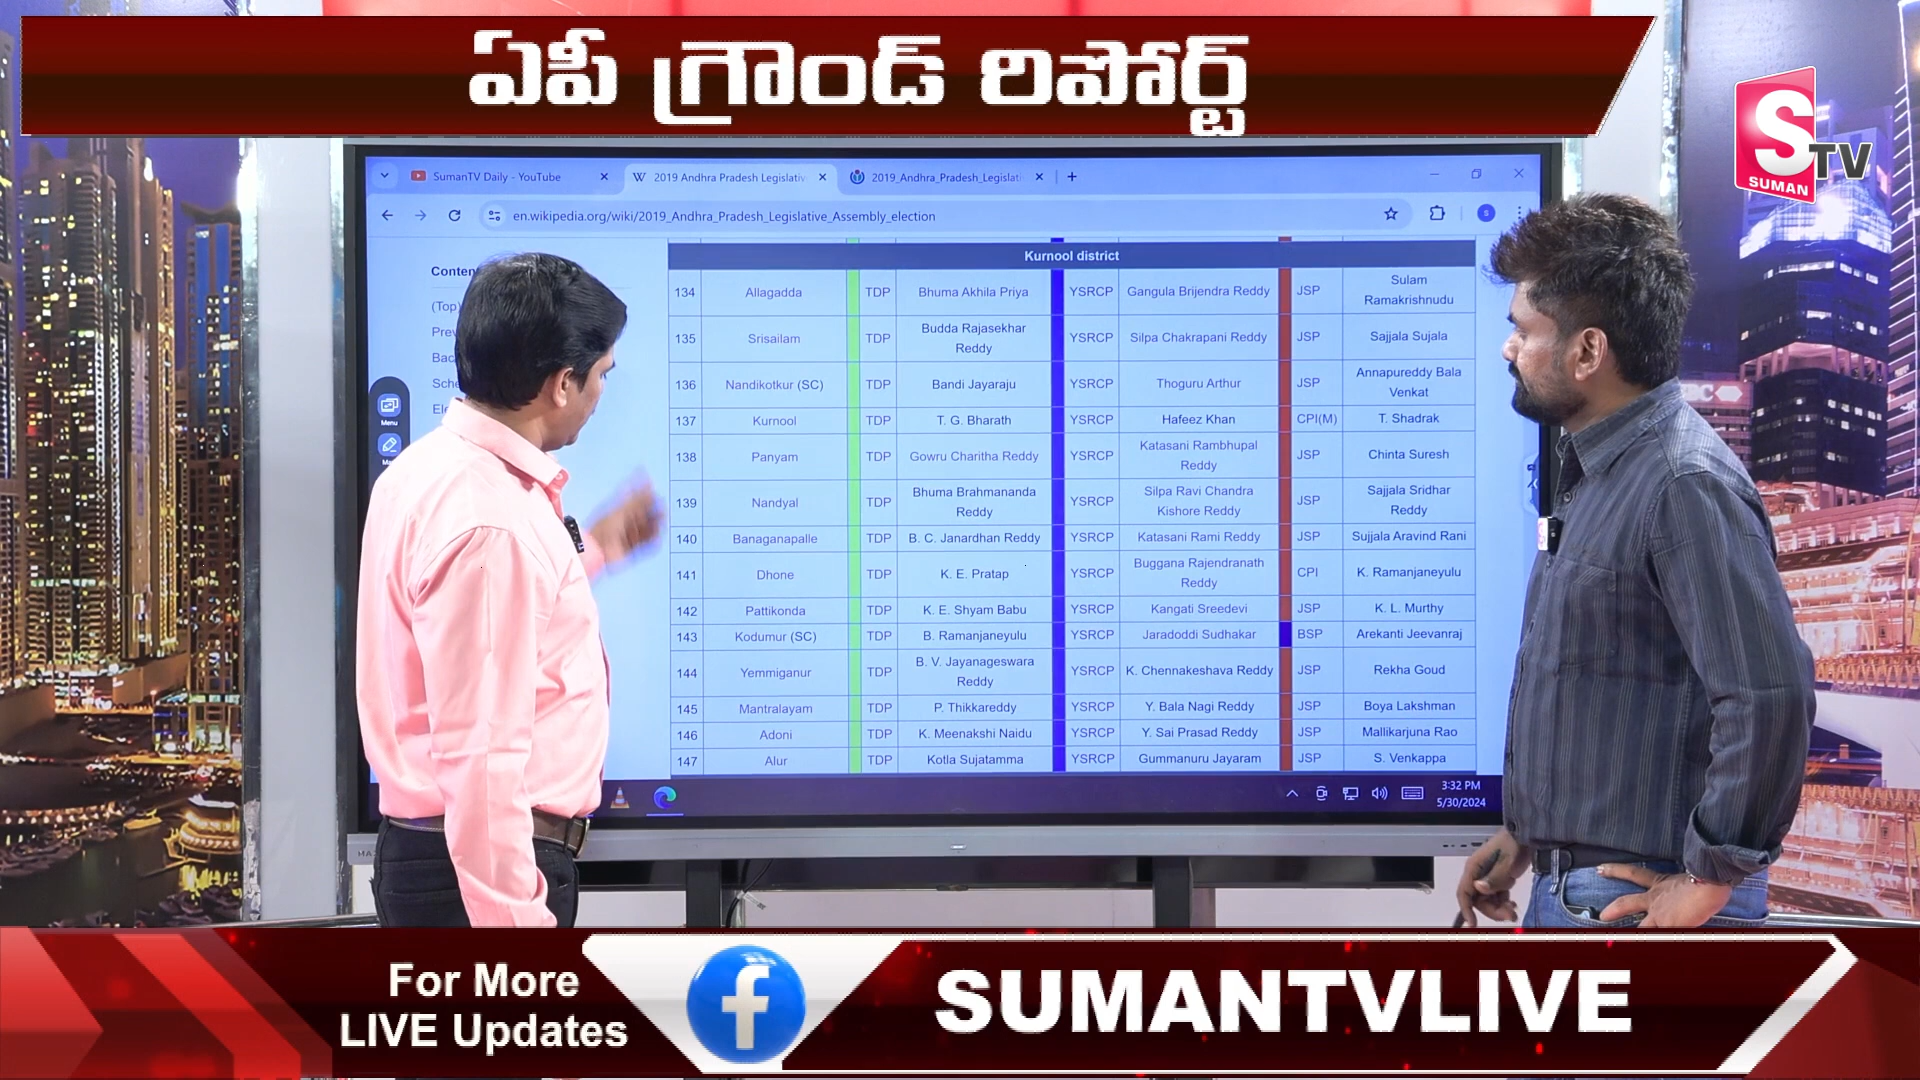 ఏపీ గ్రౌండ్ రిపోర్ట్
S TV
SUMAN
SumanTV Daily - YouTube
W 2019 Andhra Pradesh Legislativ
2019_Andhra_Pradesh_Legislati
en.wikipedia.org/wiki/2019_Andhra_Pradesh_Legislative_Assembly_election
(Top)
Menu
Kurnool district
134 Allagadda TDP Bhuma Akhila Priya YSRCP Gangula Brijendra Reddy JSP Sulam Ramakrishnudu
135 Srisailam TDP Budda Rajasekhar Reddy YSRCP Silpa Chakrapani Reddy JSP Sajjala Sujala
136 Nandikotkur (SC) TDP Bandi Jayaraju YSRCP Thoguru Arthur JSP Annapureddy Bala Venkat
137 Kurnool TDP T. G. Bharath YSRCP Hafeez Khan CPI(M) T. Shadrak
138 Panyam TDP Gowru Charitha Reddy YSRCP Katasani Rambhupal Reddy JSP Chinta Suresh
139 Nandyal TDP Bhuma Brahmananda Reddy YSRCP Silpa Ravi Chandra Kishore Reddy JSP Sajjala Sridhar Reddy
140 Banaganapalle TDP B. C. Janardhan Reddy YSRCP Katasani Rami Reddy JSP Sujjala Aravind Rani
141 Dhone TDP K. E. Pratap YSRCP Buggana Rajendranath Reddy CPI K. Ramanjaneyulu
142 Pattikonda TDP K. E. Shyam Babu YSRCP Kangati Sreedevi JSP K. L. Murthy
143 Kodumur (SC) TDP B. Ramanjaneyulu YSRCP Jaradoddi Sudhakar BSP Arekanti Jeevanraj
144 Yemmiganur TDP B. V. Jayanageswara Reddy YSRCP K. Chennakeshava Reddy JSP Rekha Goud
145 Mantralayam TDP P. Thikkareddy YSRCP Y. Bala Nagi Reddy JSP Boya Lakshman
146 Adoni TDP K. Meenakshi Naidu YSRCP Y. Sai Prasad Reddy JSP Mallikarjuna Rao
147 Alur TDP Kotla Sujatamma YSRCP Gummanuru Jayaram JSP S. Venkappa
3:32 PM
5/30/2024
For More
LIVE Updates
f
SUMANTVLIVE